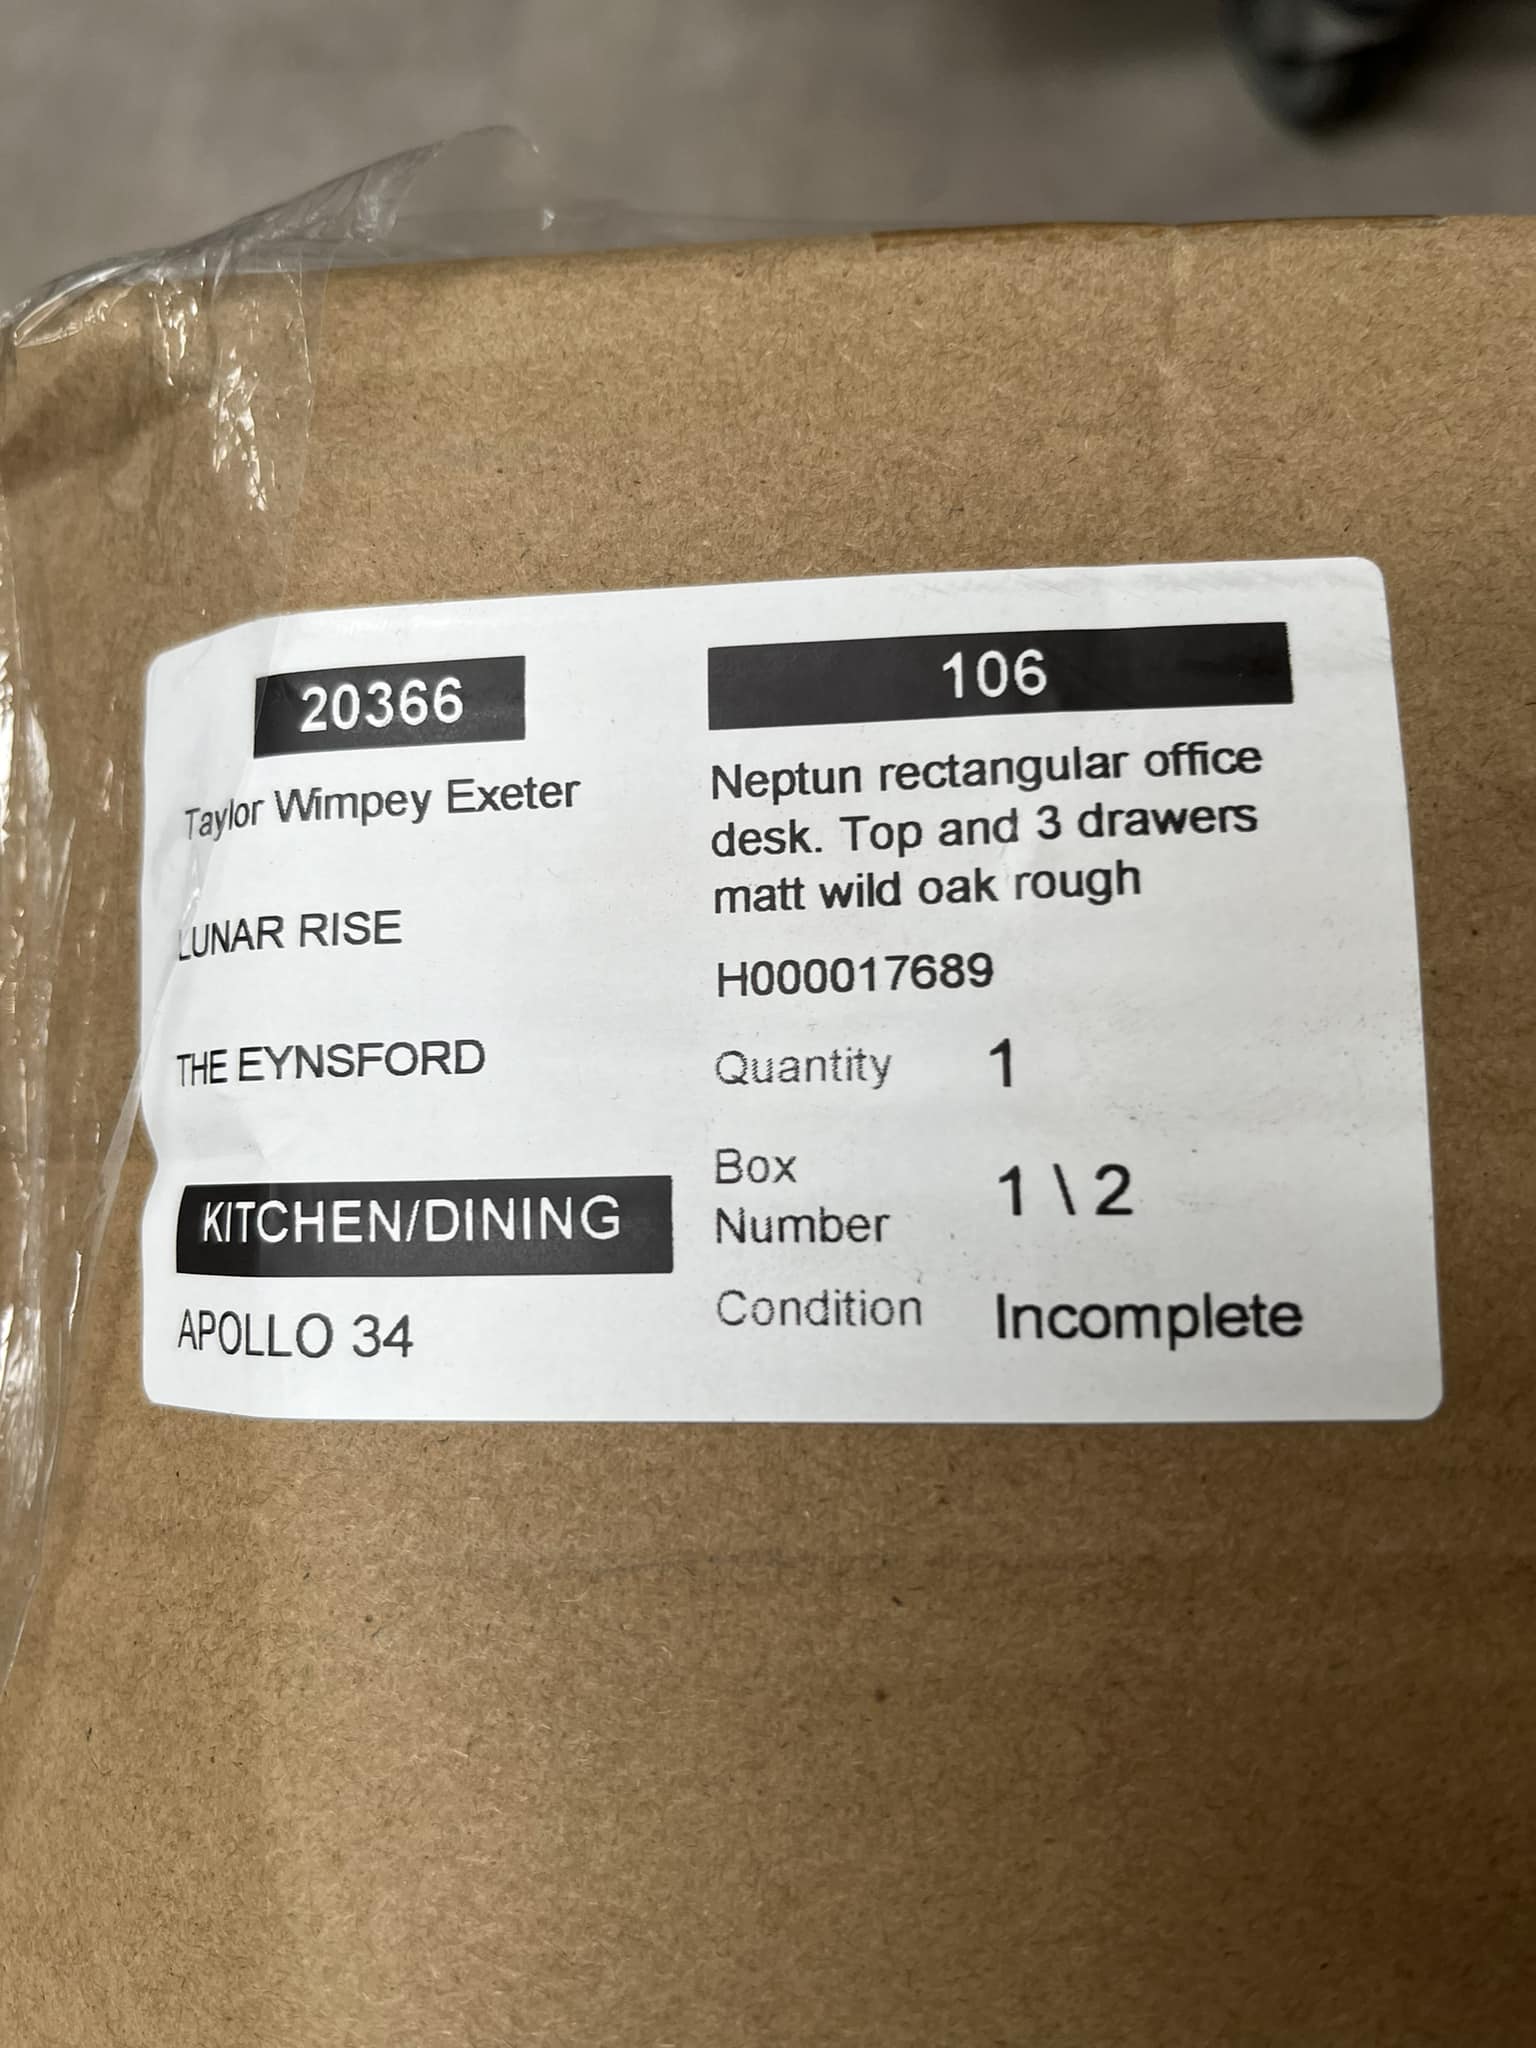 20366
Taylor Wimpey Exeter
LUNAR RISE
THE EYNSFORD
KITCHEN/DINING
APOLLO 34
106
Neptun rectangular office
desk. Top and 3 drawers
matt wild oak rough
H000017689
Quantity 1
Box
Number 1 \ 2
Condition Incomplete